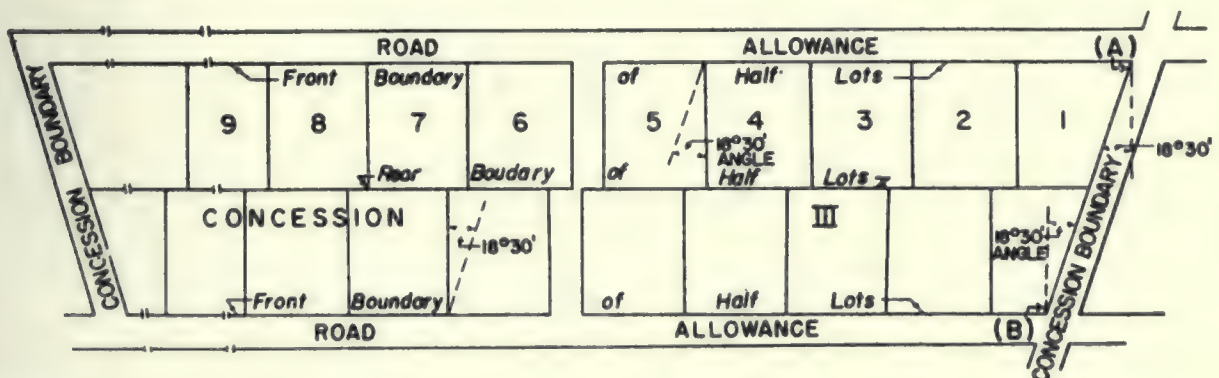 ROAD ALLOWANCE (A)
Front Boundary of Half Lots
CONCESSION BOUNDARY
9 8 7 6 5 4 3 2 1
18°30' ANGLE
18°30'
Rear Boudary of Half Lots
CONCESSION III
18°30'
18°30' ANGLE
CONCESSION BOUNDARY
Front Boundary of Half Lots
ROAD ALLOWANCE (B)
CONCESSION BOUNDARY